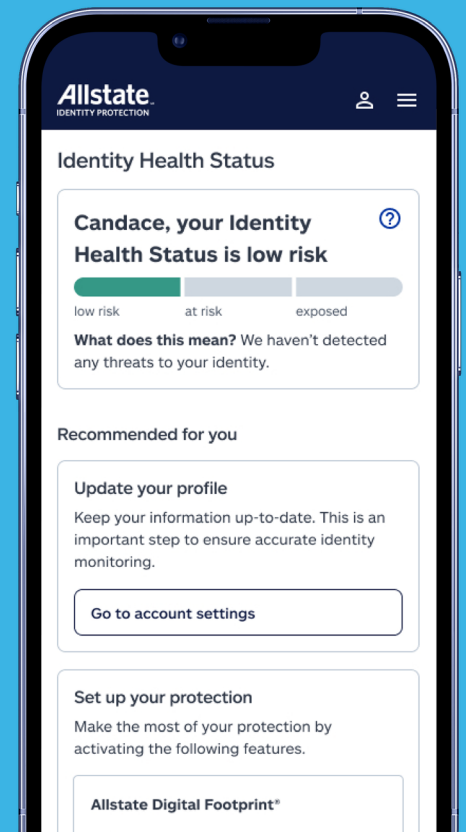 Allstate
IDENTITY PROTECTION
Identity Health Status
Candace, your Identity
Health Status is low risk
low risk
at risk
exposed
What does this mean? We haven't detected
any threats to your identity.
Recommended for you
Update your profile
Keep your information up-to-date. This is an
important step to ensure accurate identity
monitoring.
Go to account settings
Set up your protection
Make the most of your protection by
activating the following features.
Allstate Digital Footprint®